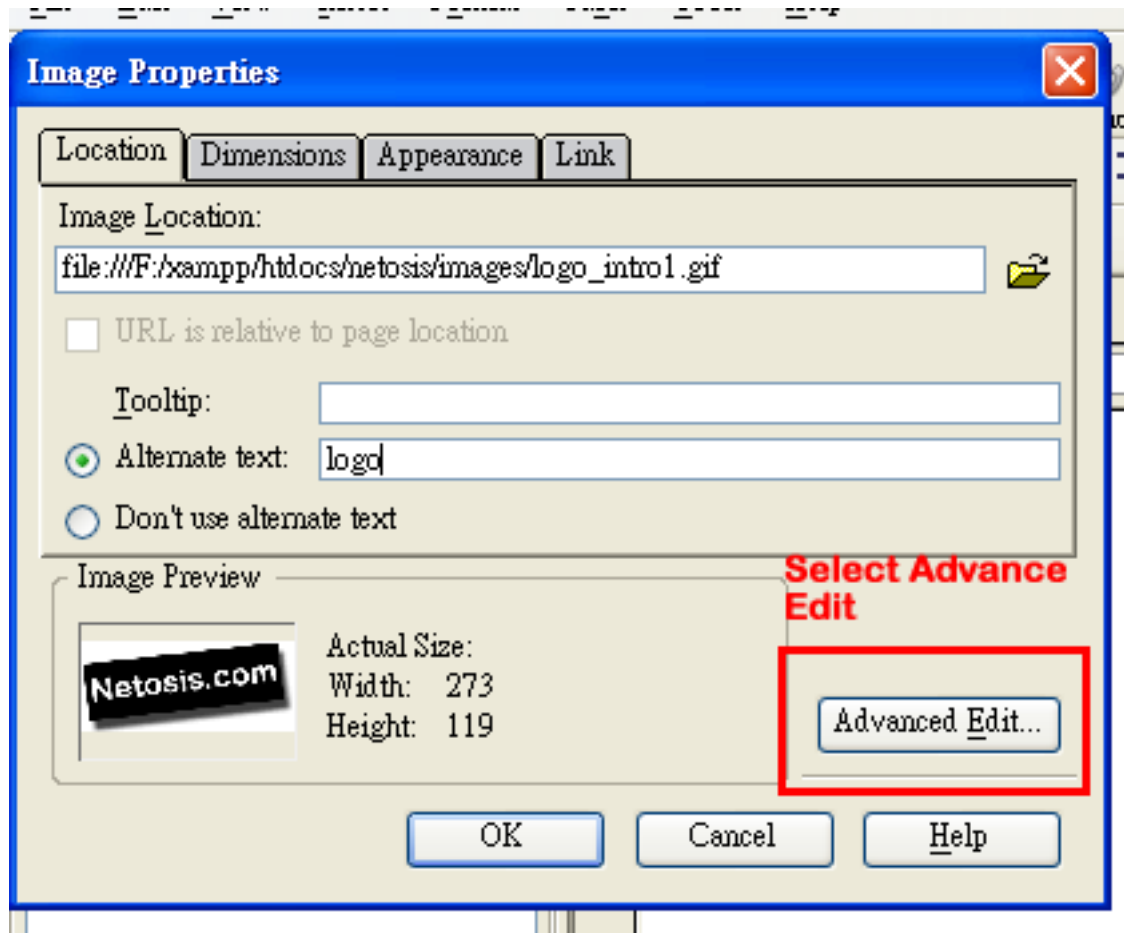 Image Properties
Location Dimensions Appearance Link
Image Location:
file:///F:/xampp/htdocs/netosis/images/logo_intro1.gif
URL is relative to page location
Tooltip:
Alternate text: logo
Don't use alternate text
Image Preview
Select Advance
Edit
Netosis.com
Actual Size:
Width: 273
Height: 119
Advanced Edit...
OK Cancel Help